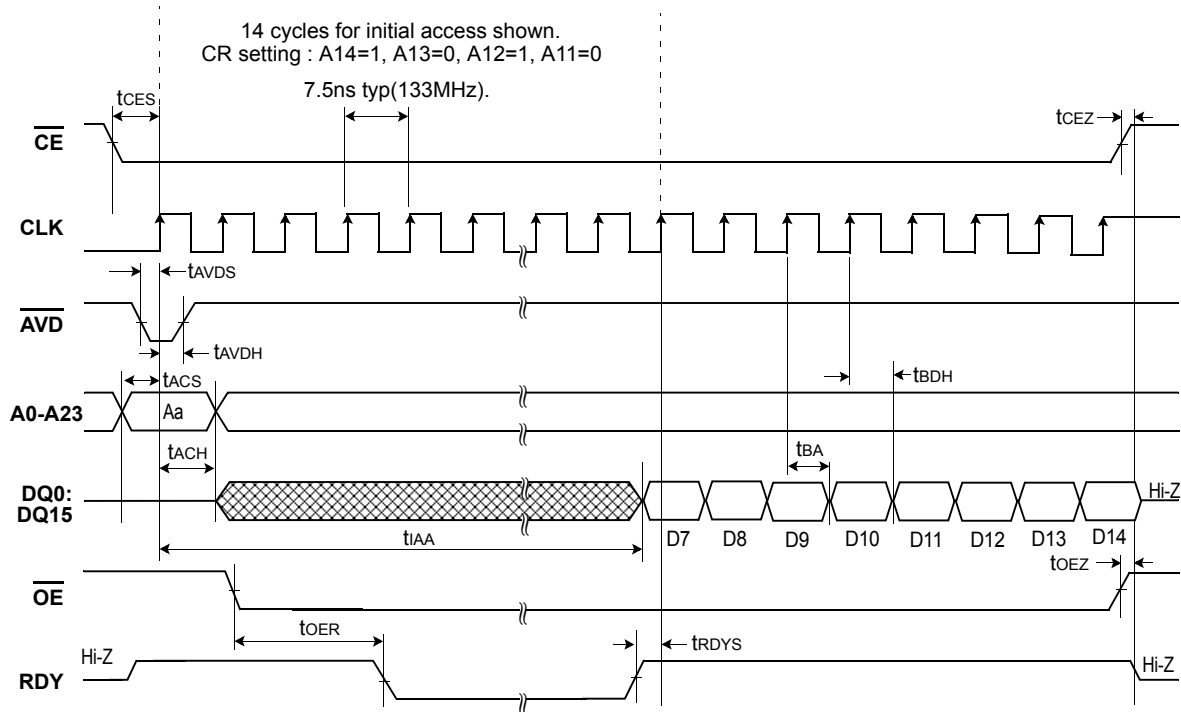 14 cycles for initial access shown.
CR setting : A14=1, A13=0, A12=1, A11=0
7.5ns typ(133MHz).
tCES
tCEZ
CE
CLK
tAVDS
AVD
tAVDH
tACS
tBDH
A0-A23
Aa
tACH
tBA
DQ0:
DQ15
Hi-Z
tIAA
D7 D8 D9 D10 D11 D12 D13 D14
tOEZ
OE
tOER
tRDYS
Hi-Z
Hi-Z
RDY